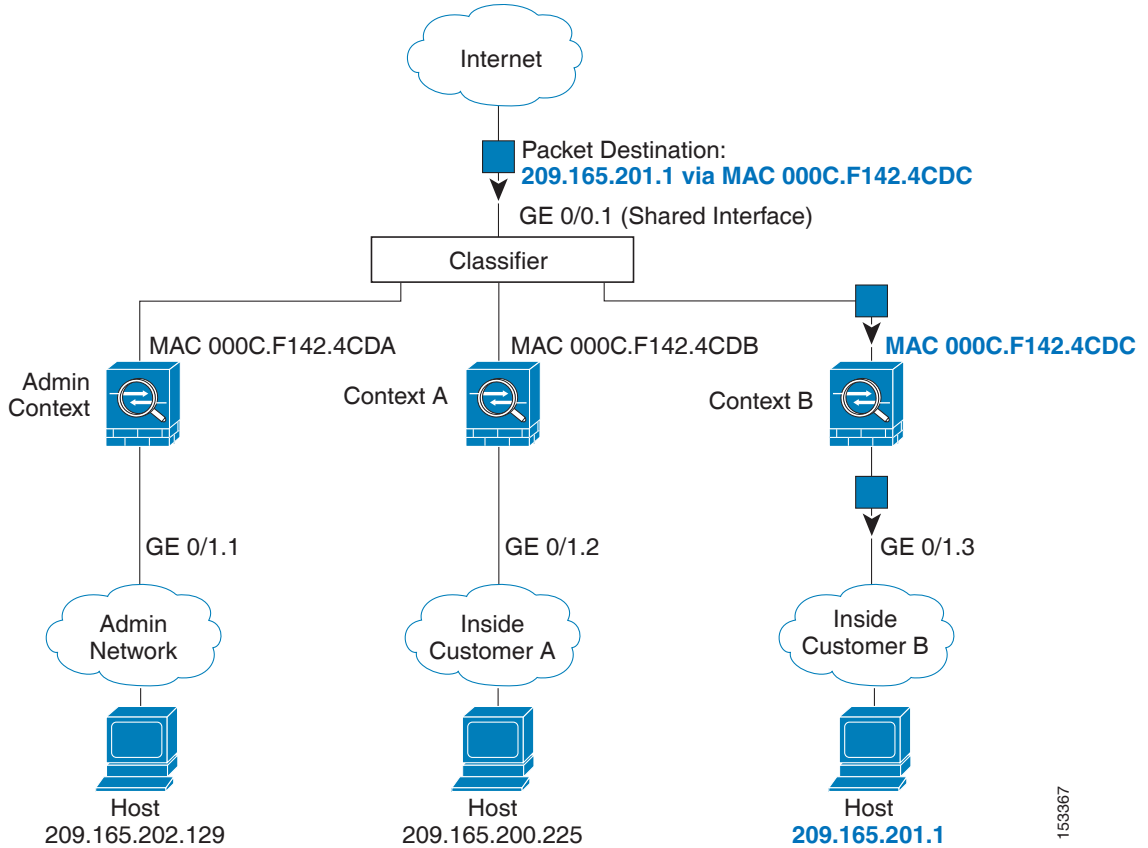 Internet
Packet Destination:
209.165.201.1 via MAC 000C.F142.4CDC
GE 0/0.1 (Shared Interface)
Classifier
MAC 000C.F142.4CDA
MAC 000C.F142.4CDB
MAC 000C.F142.4CDC
Admin
Context
Context A
Context B
GE 0/1.1
GE 0/1.2
GE 0/1.3
Admin
Network
Inside
Customer A
Inside
Customer B
Host
209.165.202.129
Host
209.165.200.225
Host
209.165.201.1
153367